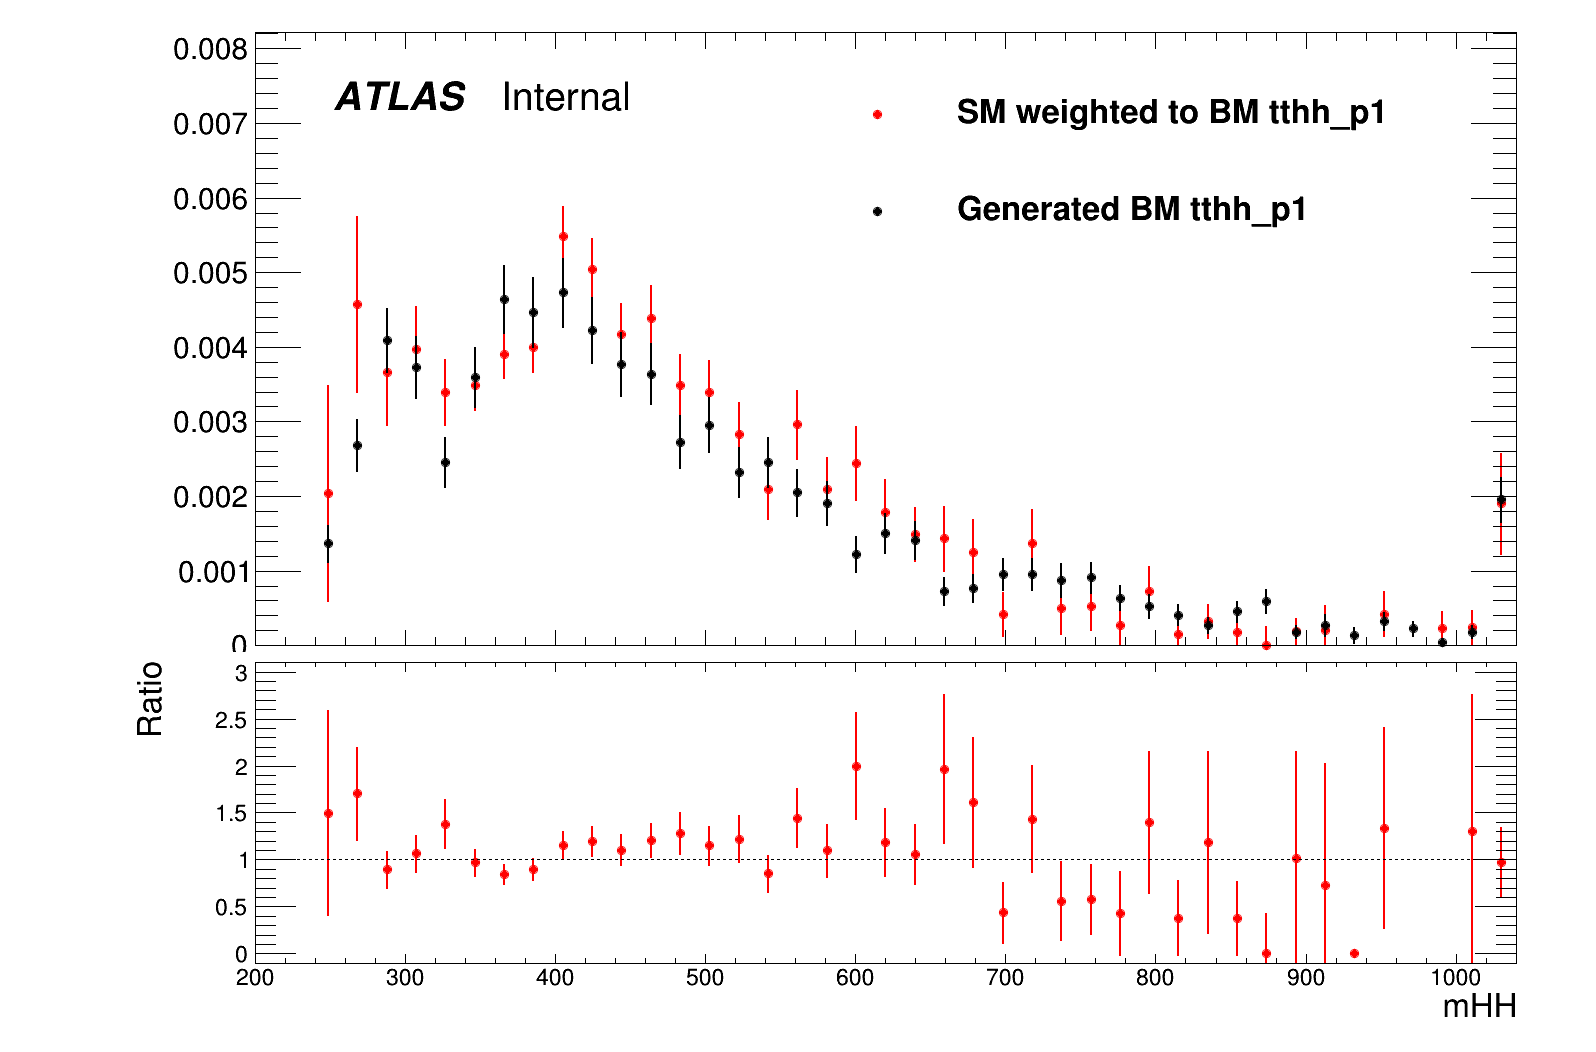 0.008
ATLAS Internal
SM weighted to BM tthh_p1
0.007
0.006
Generated BM tthh_p1
0.005
0.004
0.003
0.002
0.001
0
Ratio
3
2.5
2
1.5
1
0.5
0
200 300 400 500 600 700 800 900 1000
mHH